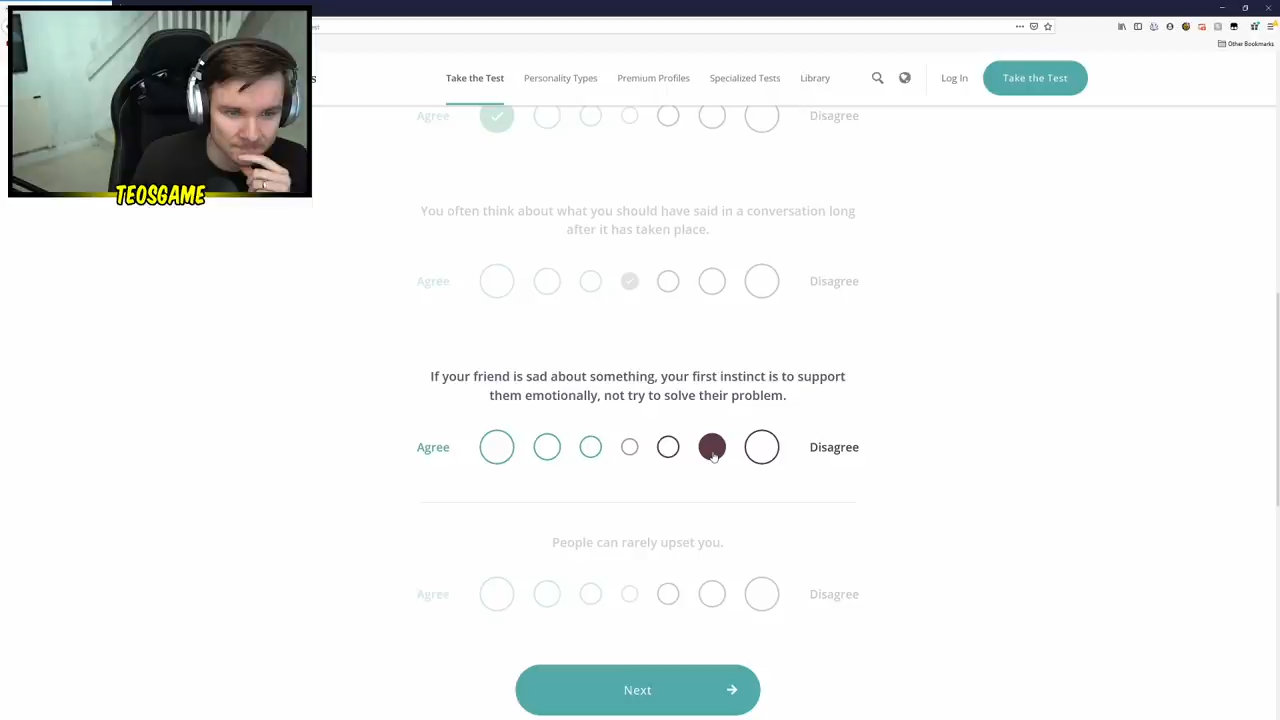 Other Bookmarks
Take the Test
Personality Types
Premium Profiles
Specialized Tests
Library
Log In
Take the Test
Agree
Disagree
TEOSGAME
You often think about what you should have said in a conversation long
after it has taken place.
Agree
Disagree
If your friend is sad about something, your first instinct is to support
them emotionally, not try to solve their problem.
Agree
Disagree
People can rarely upset you.
Agree
Disagree
Next